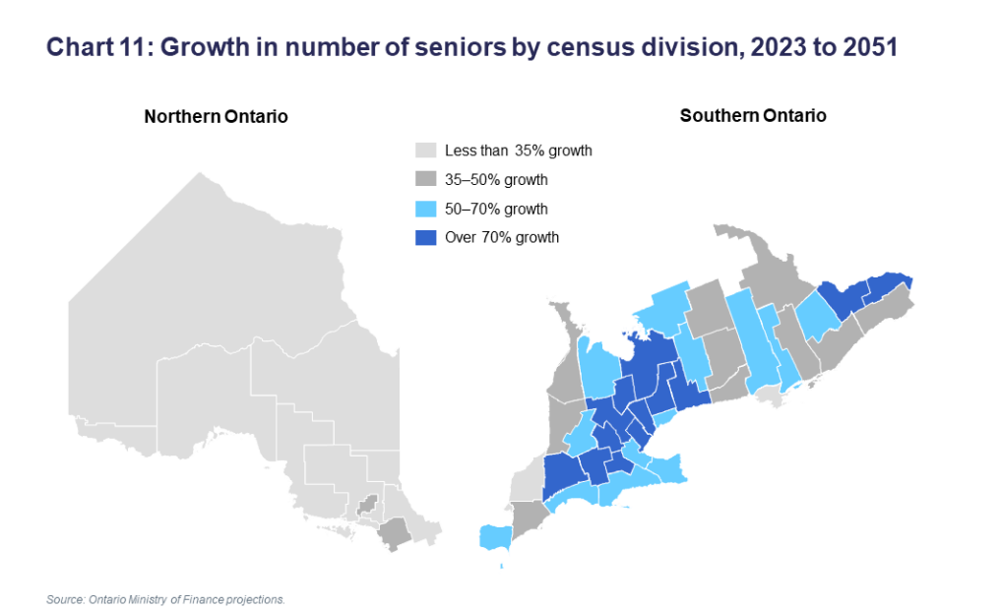 Chart 11: Growth in number of seniors by census division, 2023 to 2051
Northern Ontario
Southern Ontario
Less than 35% growth
35–50% growth
50–70% growth
Over 70% growth
Source: Ontario Ministry of Finance projections.